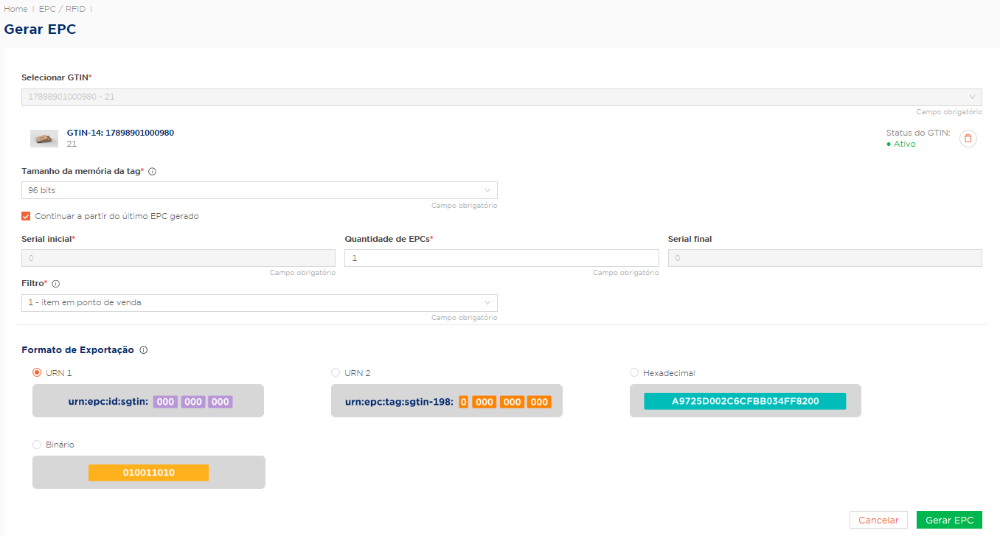 Home | EPC / RFID |
Gerar EPC
Selecionar GTIN*
17898901000980 - 21
Campo obrigatório
GTIN-14: 17898901000980
21
Status do GTIN:
Ativo
Tamanho da memória da tag*
96 bits
Campo obrigatório
Continuar a partir do último EPC gerado
Serial inicial*
0
Campo obrigatório
Quantidade de EPCs*
1
Campo obrigatório
Serial final
0
Filtro*
1 - item em ponto de venda
Campo obrigatório
Formato de Exportação
URN 1
urn:epc:id:sgtin: 000 000 000
URN 2
urn:epc:tag:sgtin-198: 0 000 000 000
Hexadecimal
A9725D002C6CFBB034FF8200
Binário
010011010
Cancelar
Gerar EPC